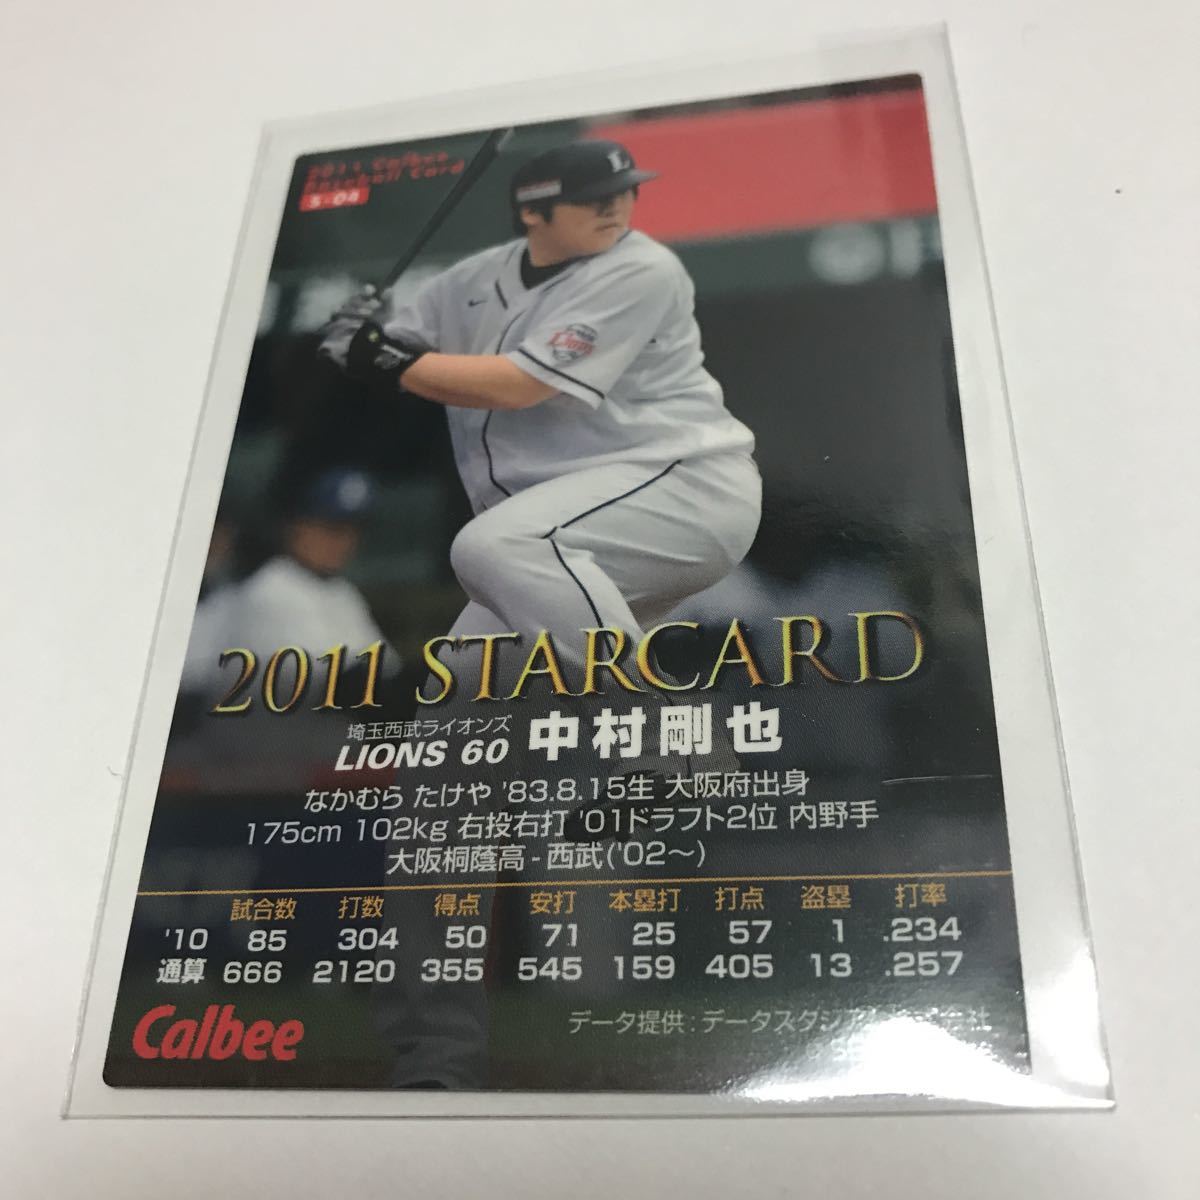 2011 Calbee
Baseball Card
S-04
L
Lions
2011 STARCARD
埼玉西武ライオンズ
LIONS 60 中村剛也
なかむら たけや '83.8.15生 大阪府出身
175cm 102kg 右投右打 '01ドラフト2位 内野手
大阪桐蔭高-西武('02〜)
試合数 打数 得点 安打 本塁打 打点 盗塁 打率
'10 85 304 50 71 25 57 1 .234
通算 666 2120 355 545 159 405 13 .257
Calbee
データ提供:データスタジアム株式会社